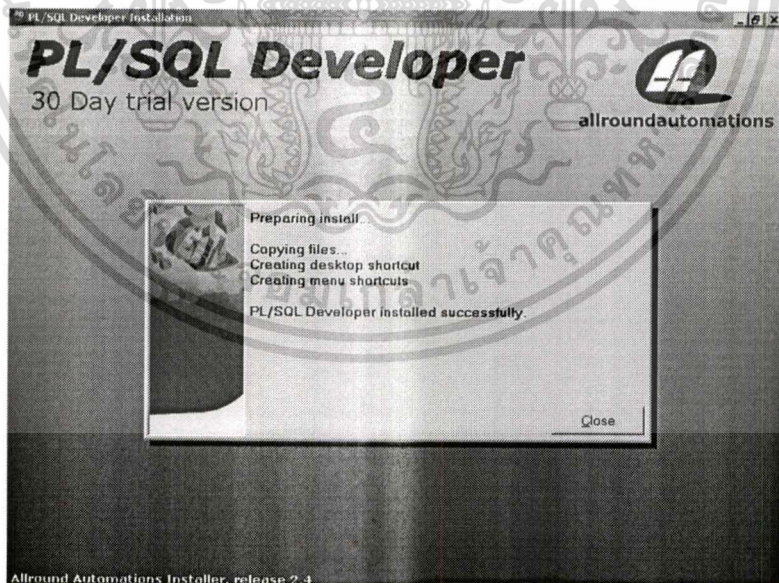 PL/SQL Developer Installation
PL/SQL Developer
30 Day trial version
allroundautomations
Preparing install...
Copying files...
Creating desktop shortcut
Creating menu shortcuts
PL/SQL Developer installed successfully.
Close
Allround Automations Installer, release 2.4